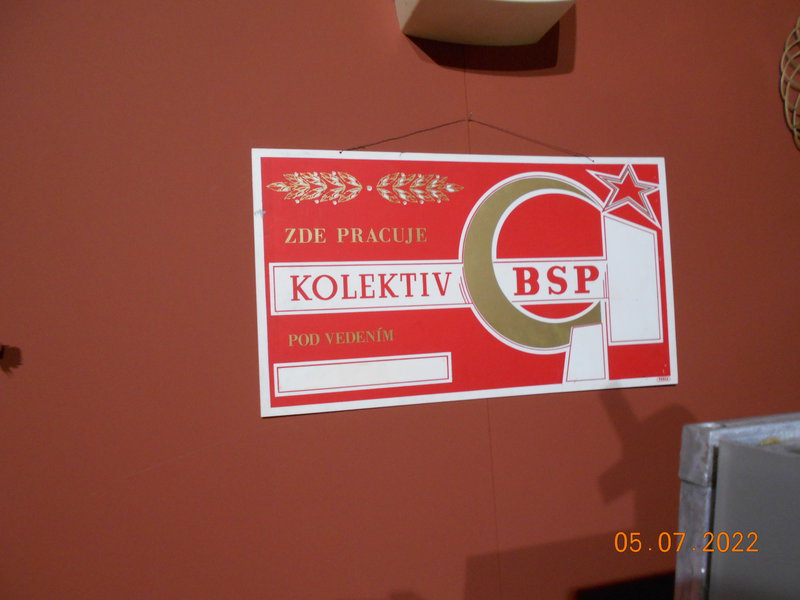 ZDE PRACUJE
KOLEKTIV BSP
POD VEDENÍM
05.07.2022